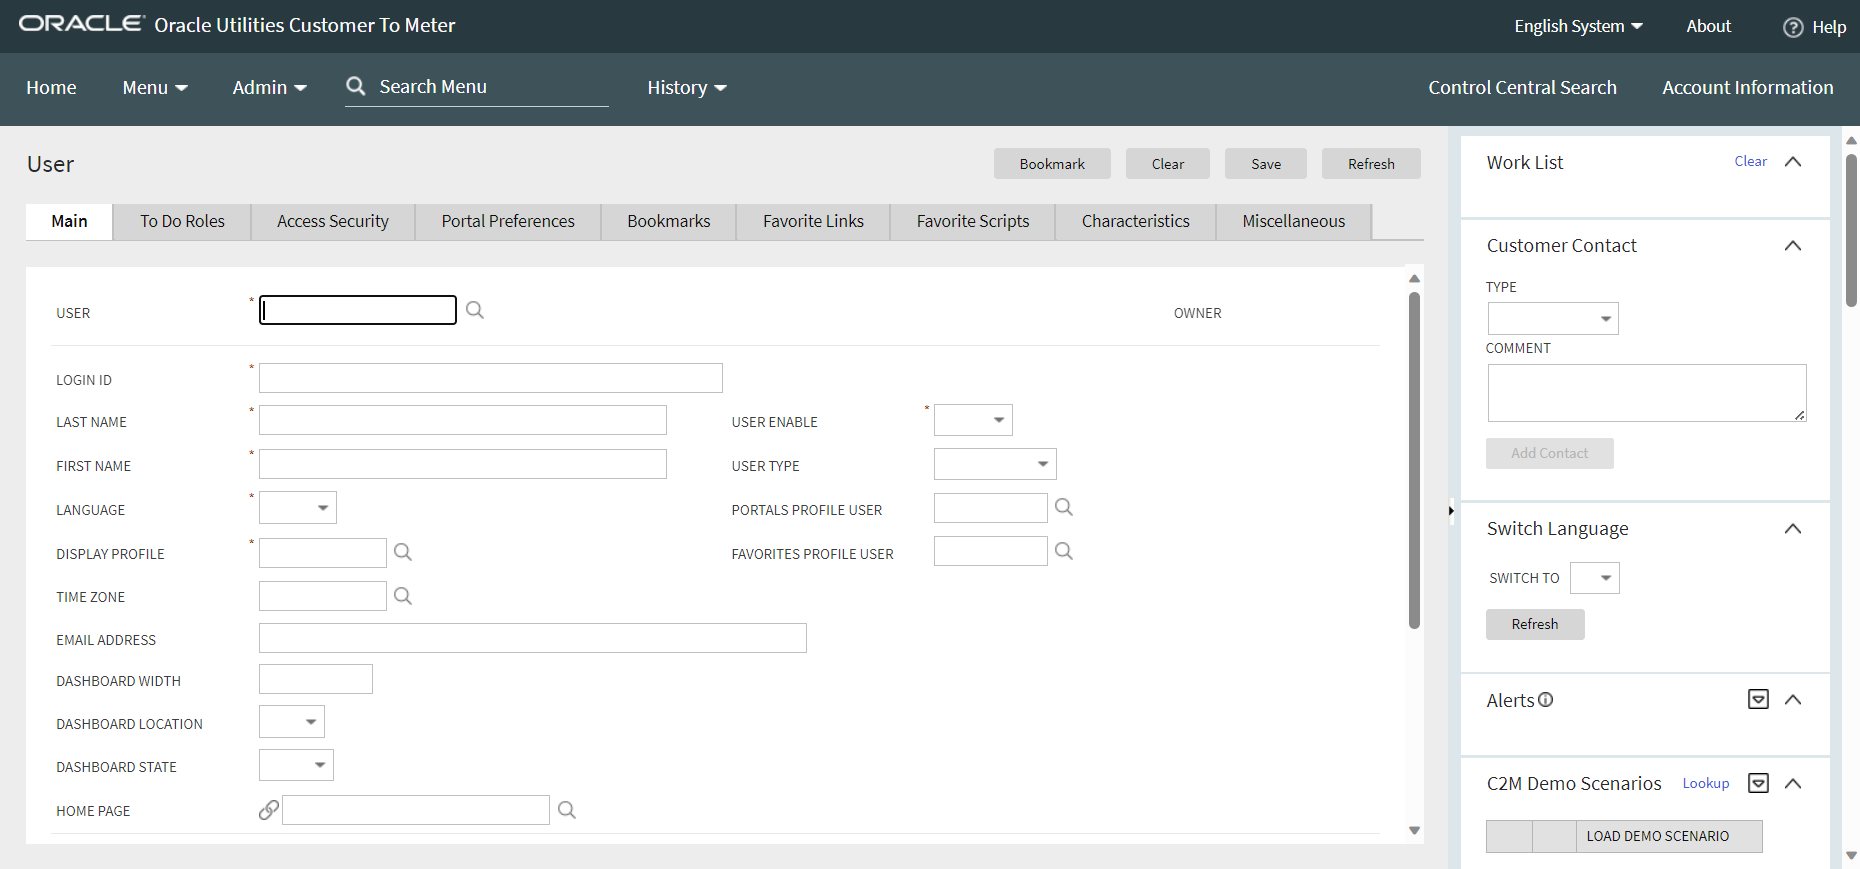 ORACLE Oracle Utilities Customer To Meter
English System About Help
Home Menu Admin Search Menu History Control Central Search Account Information
User
Bookmark Clear Save Refresh
Main To Do Roles Access Security Portal Preferences Bookmarks Favorite Links Favorite Scripts Characteristics Miscellaneous
USER * OWNER
LOGIN ID *
LAST NAME * USER ENABLE *
FIRST NAME * USER TYPE
LANGUAGE * PORTALS PROFILE USER
DISPLAY PROFILE * FAVORITES PROFILE USER
TIME ZONE
EMAIL ADDRESS
DASHBOARD WIDTH
DASHBOARD LOCATION
DASHBOARD STATE
HOME PAGE
Work List Clear
Customer Contact
TYPE
COMMENT
Add Contact
Switch Language
SWITCH TO
Refresh
Alerts
C2M Demo Scenarios Lookup
LOAD DEMO SCENARIO